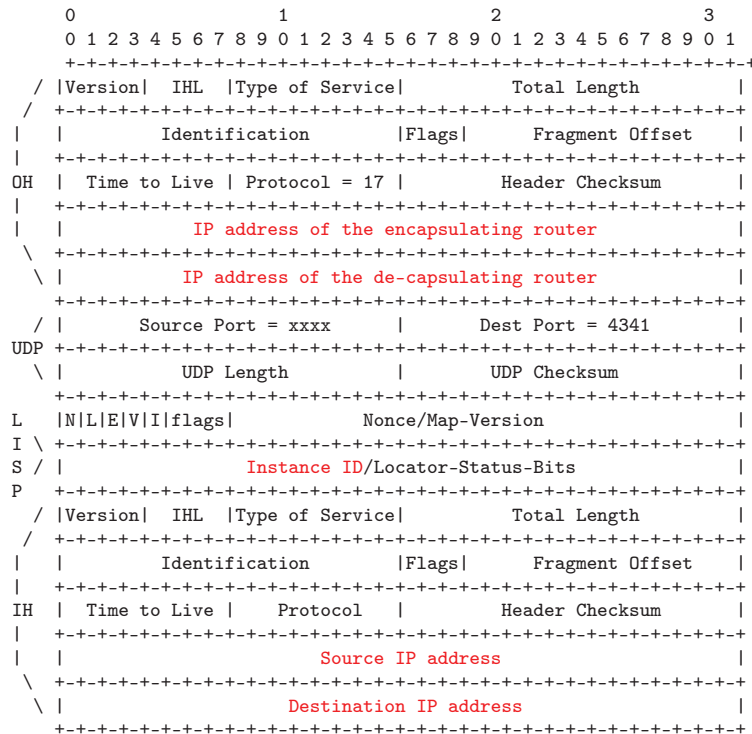 0                   1                   2                   3
       0 1 2 3 4 5 6 7 8 9 0 1 2 3 4 5 6 7 8 9 0 1 2 3 4 5 6 7 8 9 0 1
      +-+-+-+-+-+-+-+-+-+-+-+-+-+-+-+-+-+-+-+-+-+-+-+-+-+-+-+-+-+-+-+-+
   /  |Version|  IHL  |Type of Service|          Total Length         |
  /   +-+-+-+-+-+-+-+-+-+-+-+-+-+-+-+-+-+-+-+-+-+-+-+-+-+-+-+-+-+-+-+-+
 |    |         Identification        |Flags|      Fragment Offset    |
 |    +-+-+-+-+-+-+-+-+-+-+-+-+-+-+-+-+-+-+-+-+-+-+-+-+-+-+-+-+-+-+-+-+
OH    |  Time to Live | Protocol = 17 |         Header Checksum       |
 |    +-+-+-+-+-+-+-+-+-+-+-+-+-+-+-+-+-+-+-+-+-+-+-+-+-+-+-+-+-+-+-+-+
 |    |            IP address of the encapsulating router             |
  \   +-+-+-+-+-+-+-+-+-+-+-+-+-+-+-+-+-+-+-+-+-+-+-+-+-+-+-+-+-+-+-+-+
   \  |           IP address of the de-capsulating router             |
      +-+-+-+-+-+-+-+-+-+-+-+-+-+-+-+-+-+-+-+-+-+-+-+-+-+-+-+-+-+-+-+-+
   /  |       Source Port = xxxx      |       Dest Port = 4341        |
UDP   +-+-+-+-+-+-+-+-+-+-+-+-+-+-+-+-+-+-+-+-+-+-+-+-+-+-+-+-+-+-+-+-+
   \  |           UDP Length          |        UDP Checksum           |
      +-+-+-+-+-+-+-+-+-+-+-+-+-+-+-+-+-+-+-+-+-+-+-+-+-+-+-+-+-+-+-+-+
L     |N|L|E|V|I|flags|            Nonce/Map-Version                  |
I \   +-+-+-+-+-+-+-+-+-+-+-+-+-+-+-+-+-+-+-+-+-+-+-+-+-+-+-+-+-+-+-+-+
S /   |                 Instance ID/Locator-Status-Bits               |
P     +-+-+-+-+-+-+-+-+-+-+-+-+-+-+-+-+-+-+-+-+-+-+-+-+-+-+-+-+-+-+-+-+
   /  |Version|  IHL  |Type of Service|          Total Length         |
  /   +-+-+-+-+-+-+-+-+-+-+-+-+-+-+-+-+-+-+-+-+-+-+-+-+-+-+-+-+-+-+-+-+
 |    |         Identification        |Flags|      Fragment Offset    |
 |    +-+-+-+-+-+-+-+-+-+-+-+-+-+-+-+-+-+-+-+-+-+-+-+-+-+-+-+-+-+-+-+-+
IH    |  Time to Live |    Protocol   |         Header Checksum       |
 |    +-+-+-+-+-+-+-+-+-+-+-+-+-+-+-+-+-+-+-+-+-+-+-+-+-+-+-+-+-+-+-+-+
 |    |                       Source IP address                       |
  \   +-+-+-+-+-+-+-+-+-+-+-+-+-+-+-+-+-+-+-+-+-+-+-+-+-+-+-+-+-+-+-+-+
   \  |                     Destination IP address                    |
      +-+-+-+-+-+-+-+-+-+-+-+-+-+-+-+-+-+-+-+-+-+-+-+-+-+-+-+-+-+-+-+-+